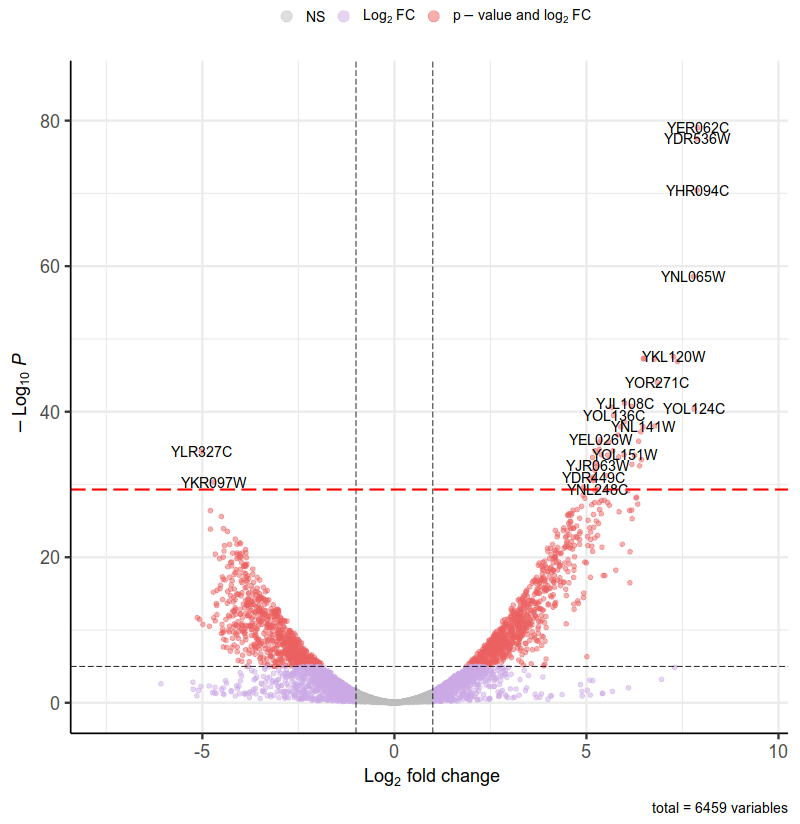 NS Log2 FC p − value and log2 FC
80
60
40
20
0
− Log10 P
YER062C
YDR536W
YHR094C
YNL065W
YKL120W
YOR271C
YJL108C
YOL124C
YOL136C
YNL141W
YEL026W
YLR327C
YOL151W
YJR063W
YDR449C
YKR097W
YNL248C
-5 0 5 10
Log2 fold change
total = 6459 variables